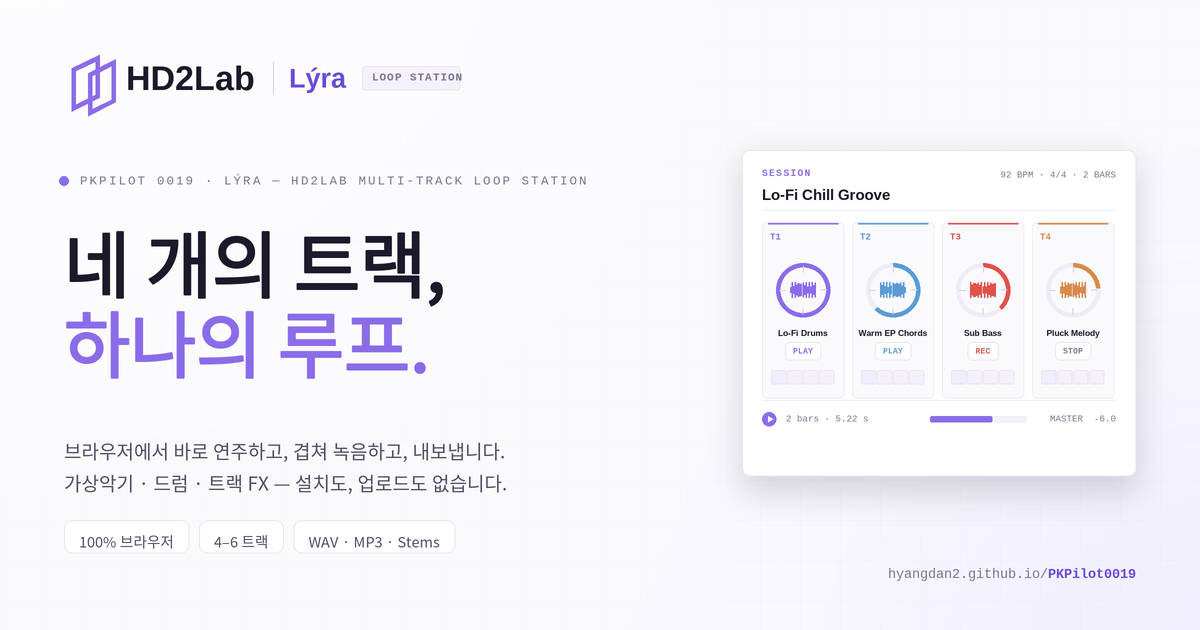 HD2Lab
Lýra
LOOP STATION
PKPILOT 0019 · LÝRA — HD2LAB MULTI-TRACK LOOP STATION
네 개의 트랙,
하나의 루프.
브라우저에서 바로 연주하고, 겹쳐 녹음하고, 내보냅니다.
가상악기 · 드럼 · 트랙 FX — 설치도, 업로드도 없습니다.
100% 브라우저
4–6 트랙
WAV · MP3 · Stems
SESSION
92 BPM · 4/4 · 2 BARS
Lo-Fi Chill Groove
T1
T2
T3
T4
Lo-Fi Drums
Warm EP Chords
Sub Bass
Pluck Melody
PLAY
PLAY
REC
STOP
2 bars · 5.22 s
MASTER -6.0
hyangdan2.github.io/PKPilot0019